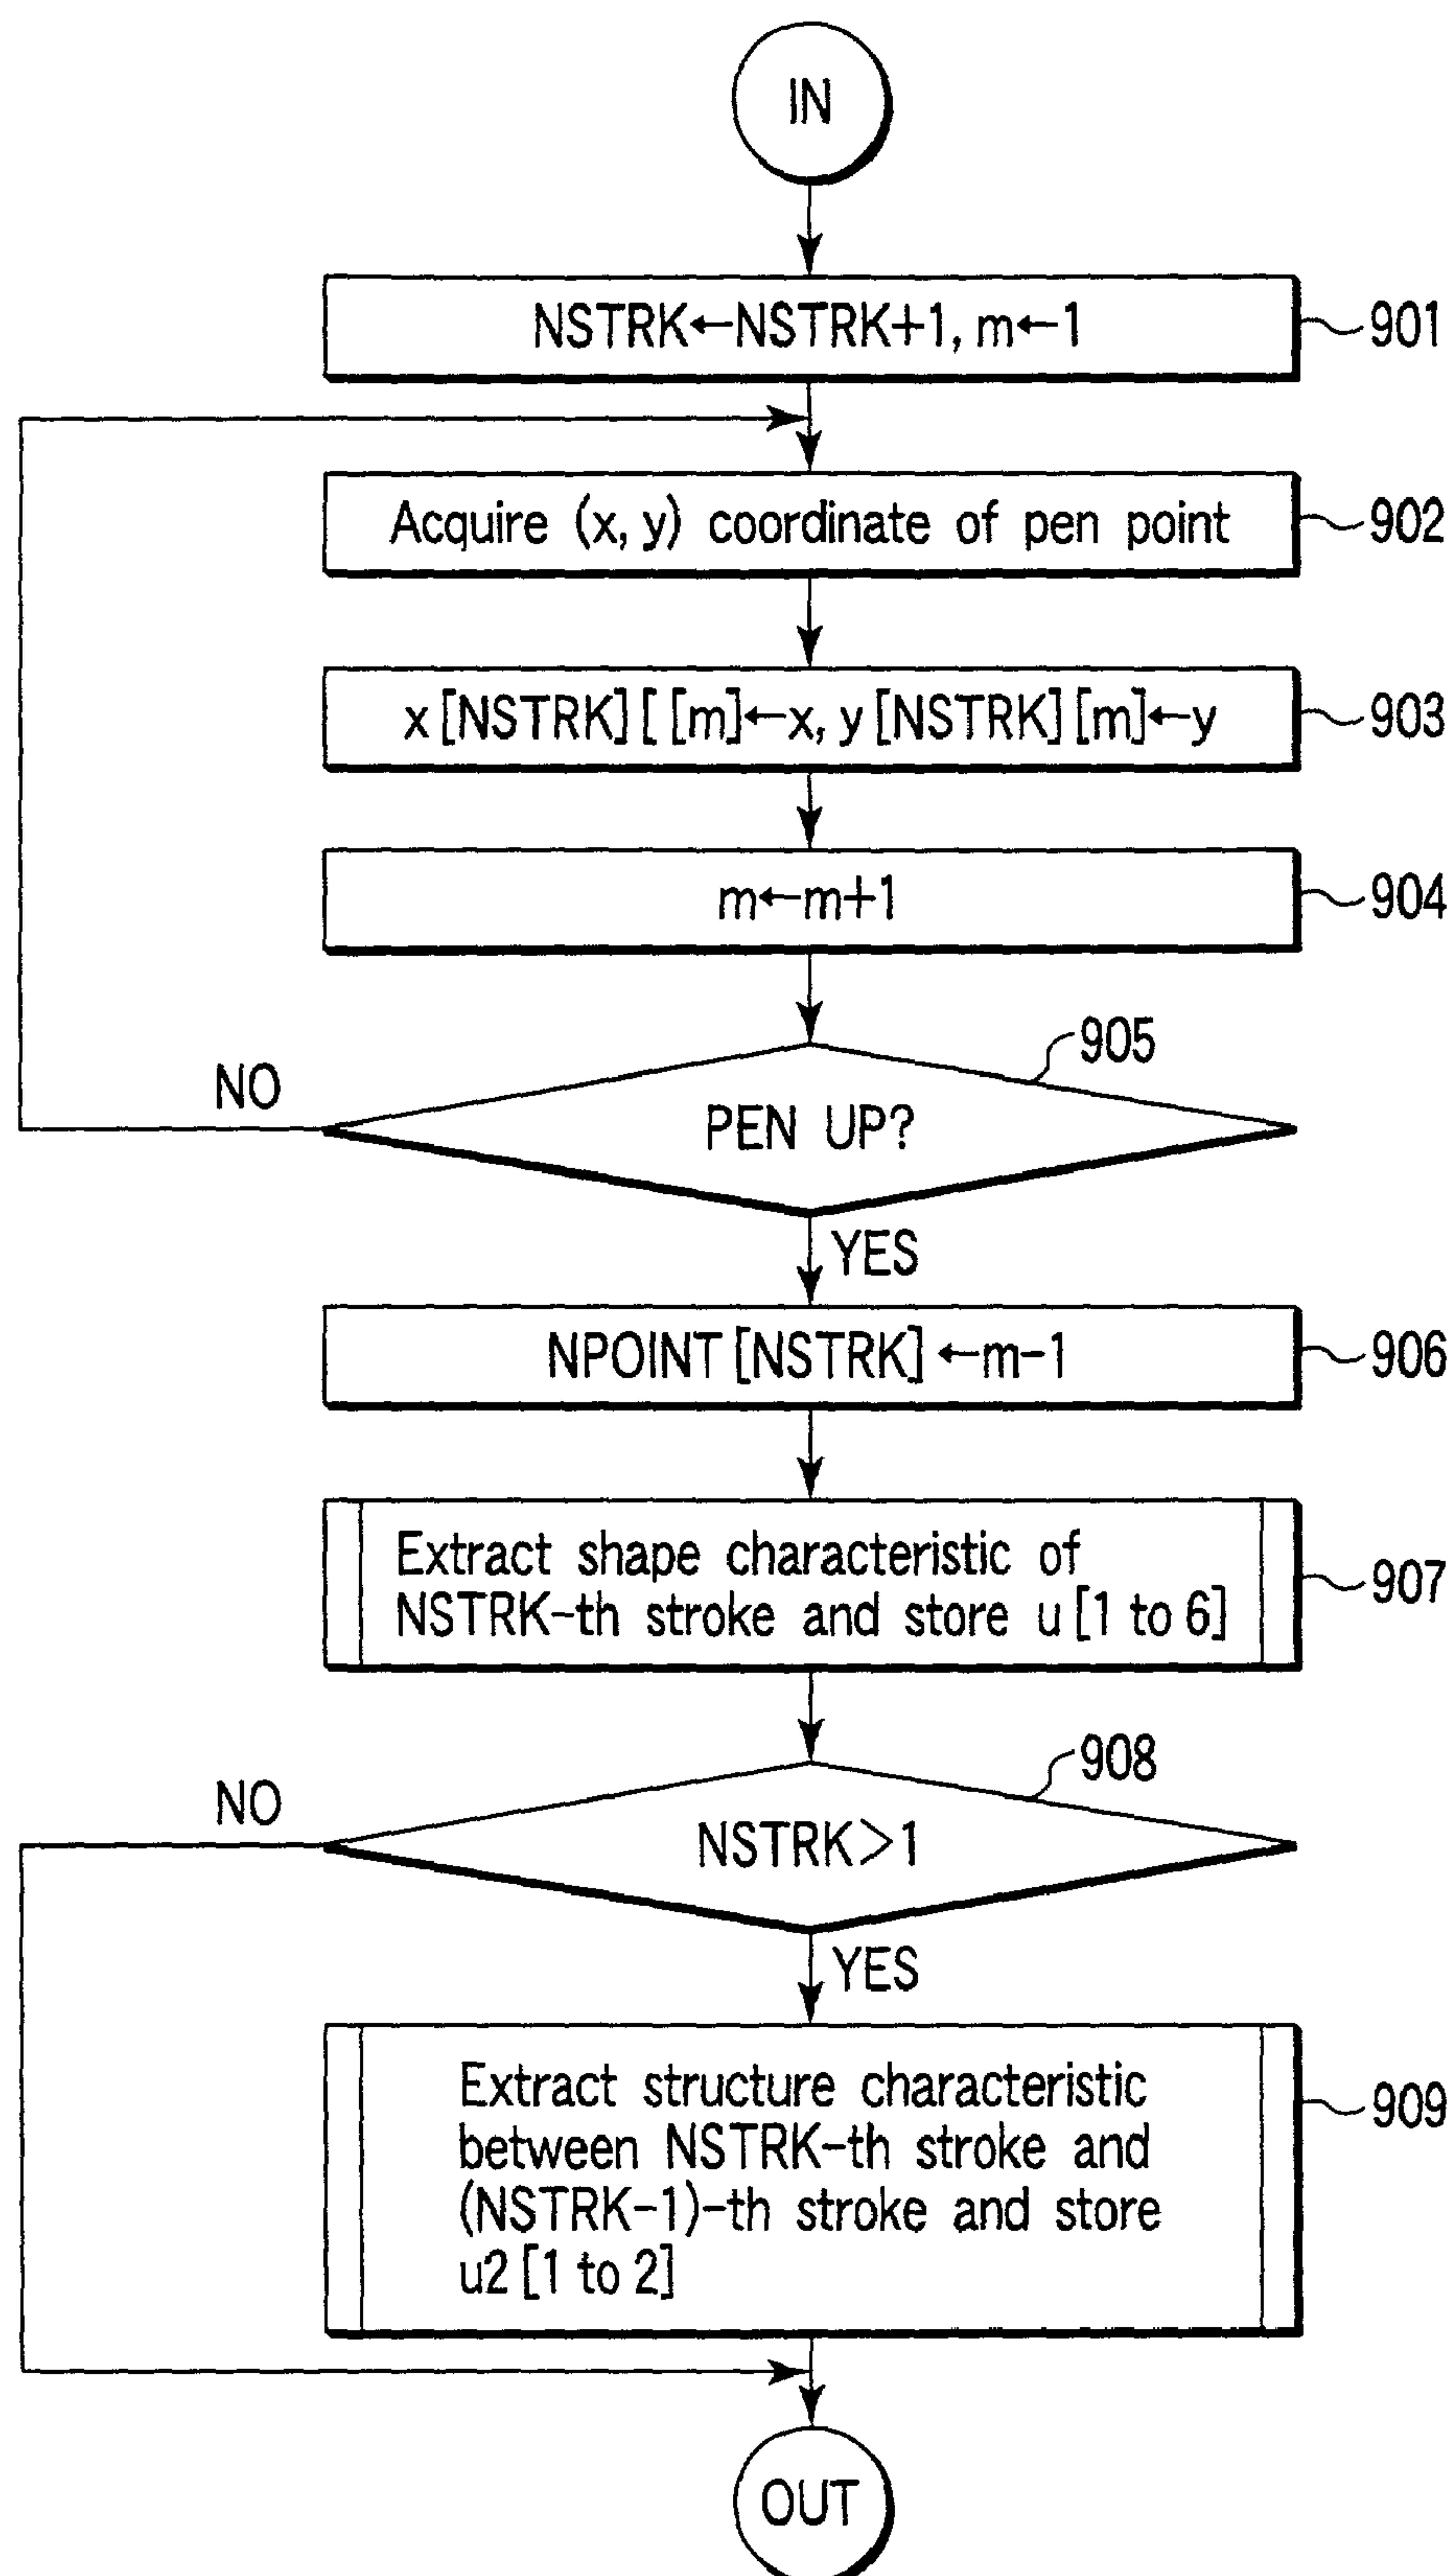 IN
NSTRK←NSTRK+1, m←1
901
Acquire (x, y) coordinate of pen point
902
x [NSTRK] [ [m]←x, y [NSTRK] [m]←y
903
m←m+1
904
905
NO
PEN UP?
YES
NPOINT [NSTRK] ←m-1
906
Extract shape characteristic of
NSTRK-th stroke and store u [1 to 6]
907
908
NO
NSTRK>1
YES
Extract structure characteristic
between NSTRK-th stroke and
(NSTRK-1)-th stroke and store
u2 [1 to 2]
909
OUT